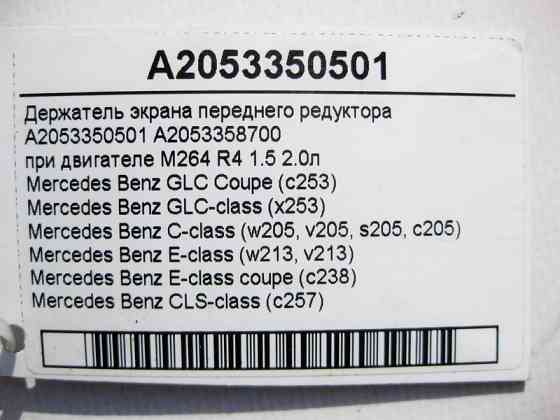 A2053350501
Держатель экрана переднего редуктора
A2053350501 A2053358700
при двигателе M264 R4 1.5 2.0л
Mercedes Benz GLC Coupe (c253)
Mercedes Benz GLC-class (x253)
Mercedes Benz C-class (w205, v205, s205, c205)
Mercedes Benz E-class (w213, v213)
Mercedes Benz E-class coupe (c238)
Mercedes Benz CLS-class (c257)